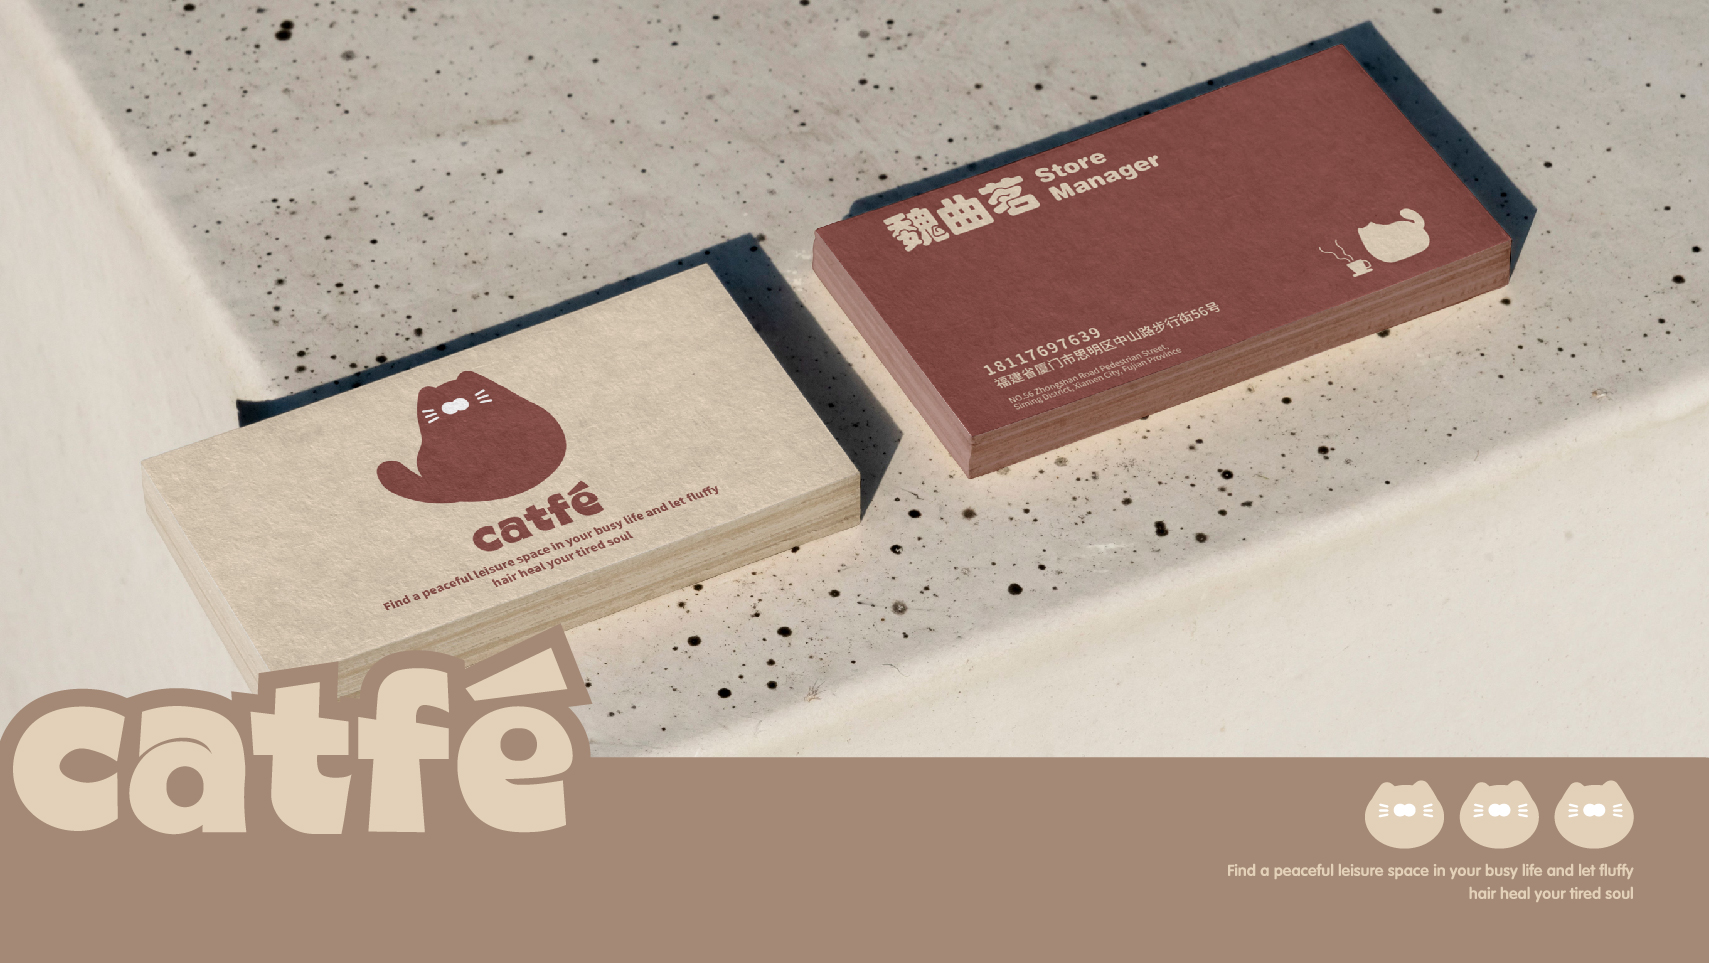 魏曲茗
Store
Manager
18117697639
福建省厦门市思明区中山路步行街56号
NO.56 Zhongshan Road Pedestrian Street,
Siming District, Xiamen City, Fujian Province
catfé
Find a peaceful leisure space in your busy life and let fluffy
hair heal your tired soul
catfé
Find a peaceful leisure space in your busy life and let fluffy
hair heal your tired soul